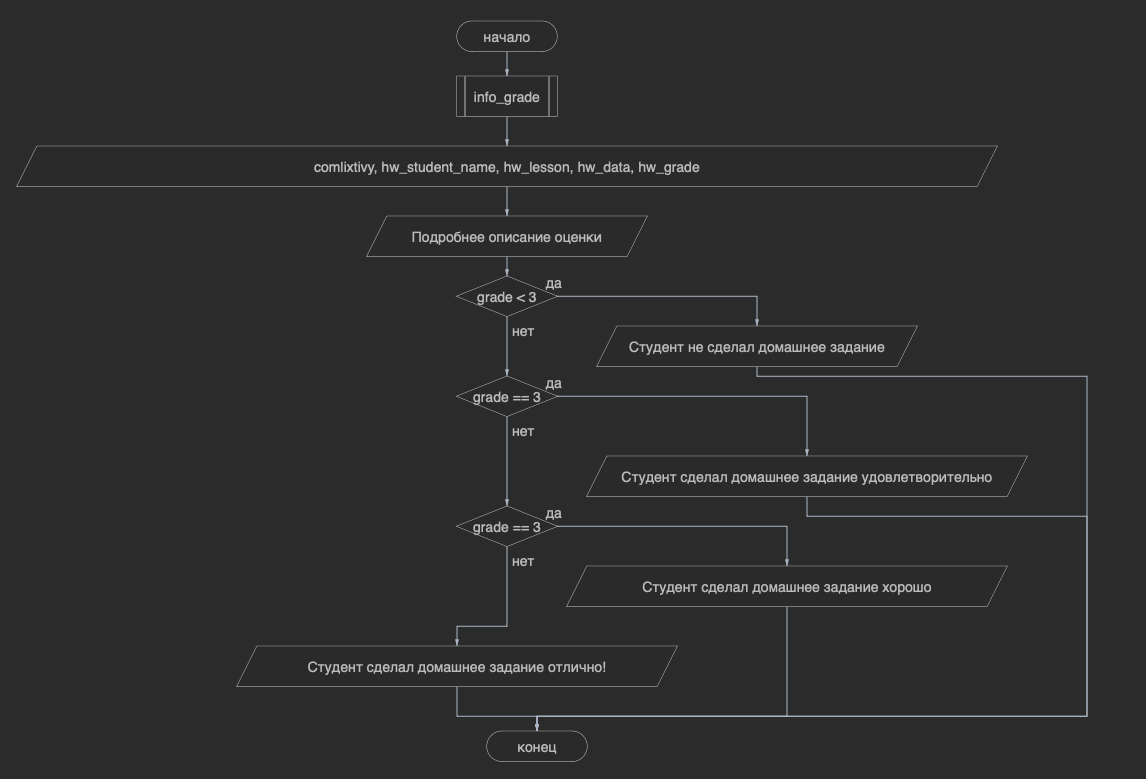 начало
info_grade
comlixtivy, hw_student_name, hw_lesson, hw_data, hw_grade
Подробнее описание оценки
да
grade < 3
нет
Студент не сделал домашнее задание
да
grade == 3
нет
Студент сделал домашнее задание удовлетворительно
да
grade == 3
нет
Студент сделал домашнее задание хорошо
Студент сделал домашнее задание отлично!
конец